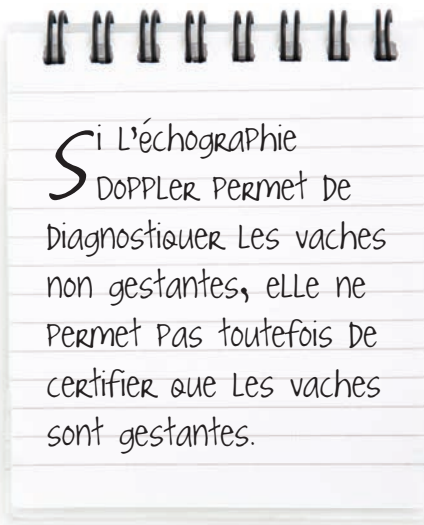 Si L'échographie
Doppler permet de
diagnostiquer les vaches
non gestantes, elle ne
permet pas toutefois de
certifier que les vaches
sont gestantes.